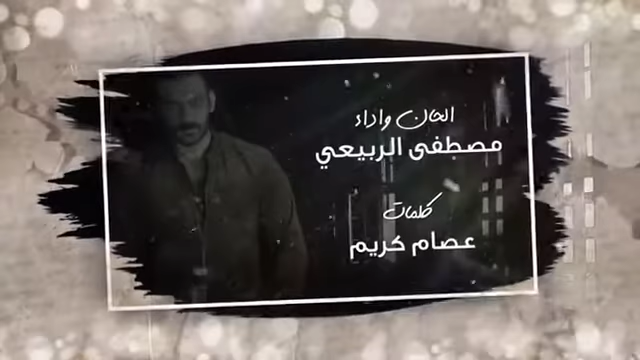 الحان واداء
مصطفى الربيعي
كلمات
عصام كريم